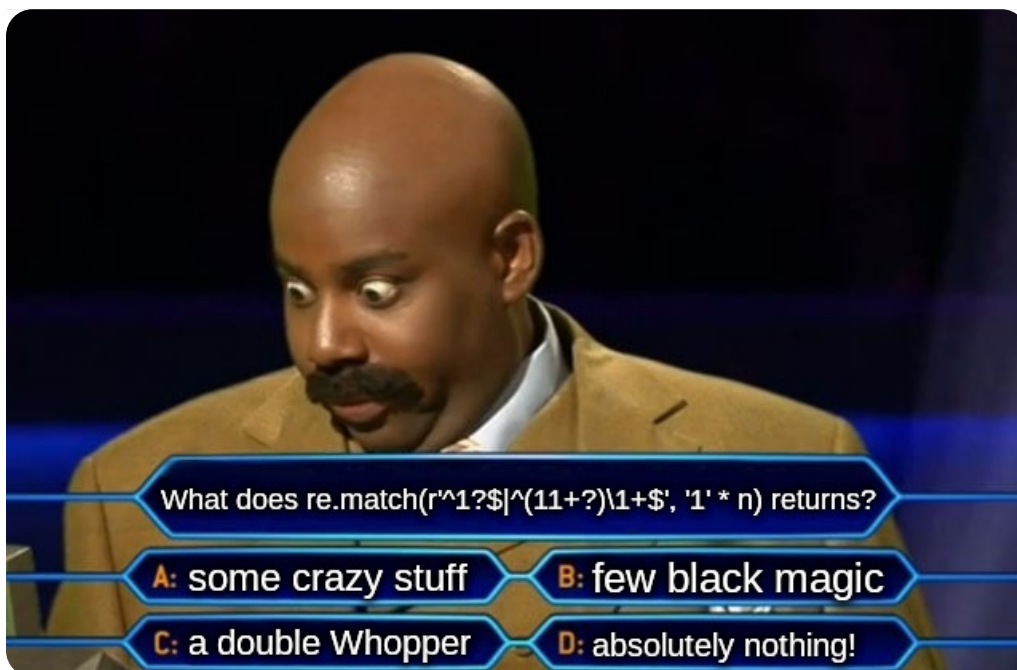 What does re.match(r'^1?$|^(11+?)\1+$', '1' * n) returns?
A: some crazy stuff
B: few black magic
C: a double Whopper
D: absolutely nothing!